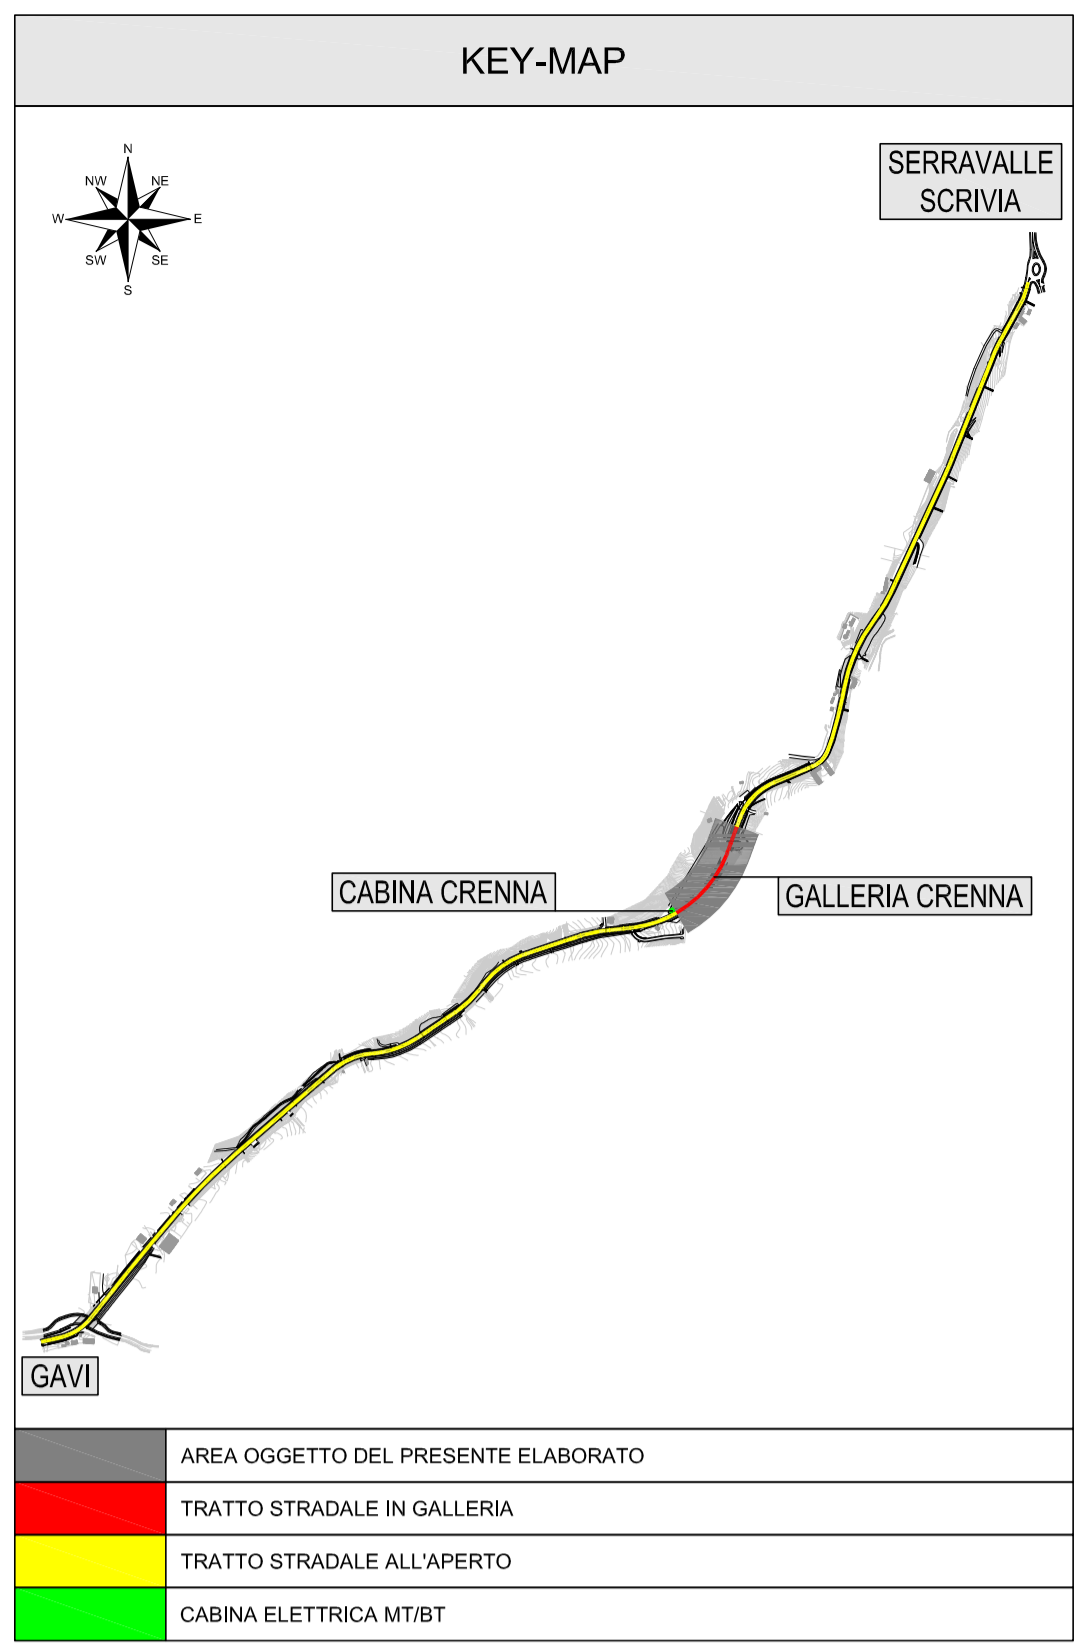 KEY-MAP
N
NW
NE
W
E
SW
SE
S
SERRAVALLE
SCRIVIA
CABINA CRENNA
GALLERIA CRENNA
GAVI
AREA OGGETTO DEL PRESENTE ELABORATO
TRATTO STRADALE IN GALLERIA
TRATTO STRADALE ALL'APERTO
CABINA ELETTRICA MT/BT